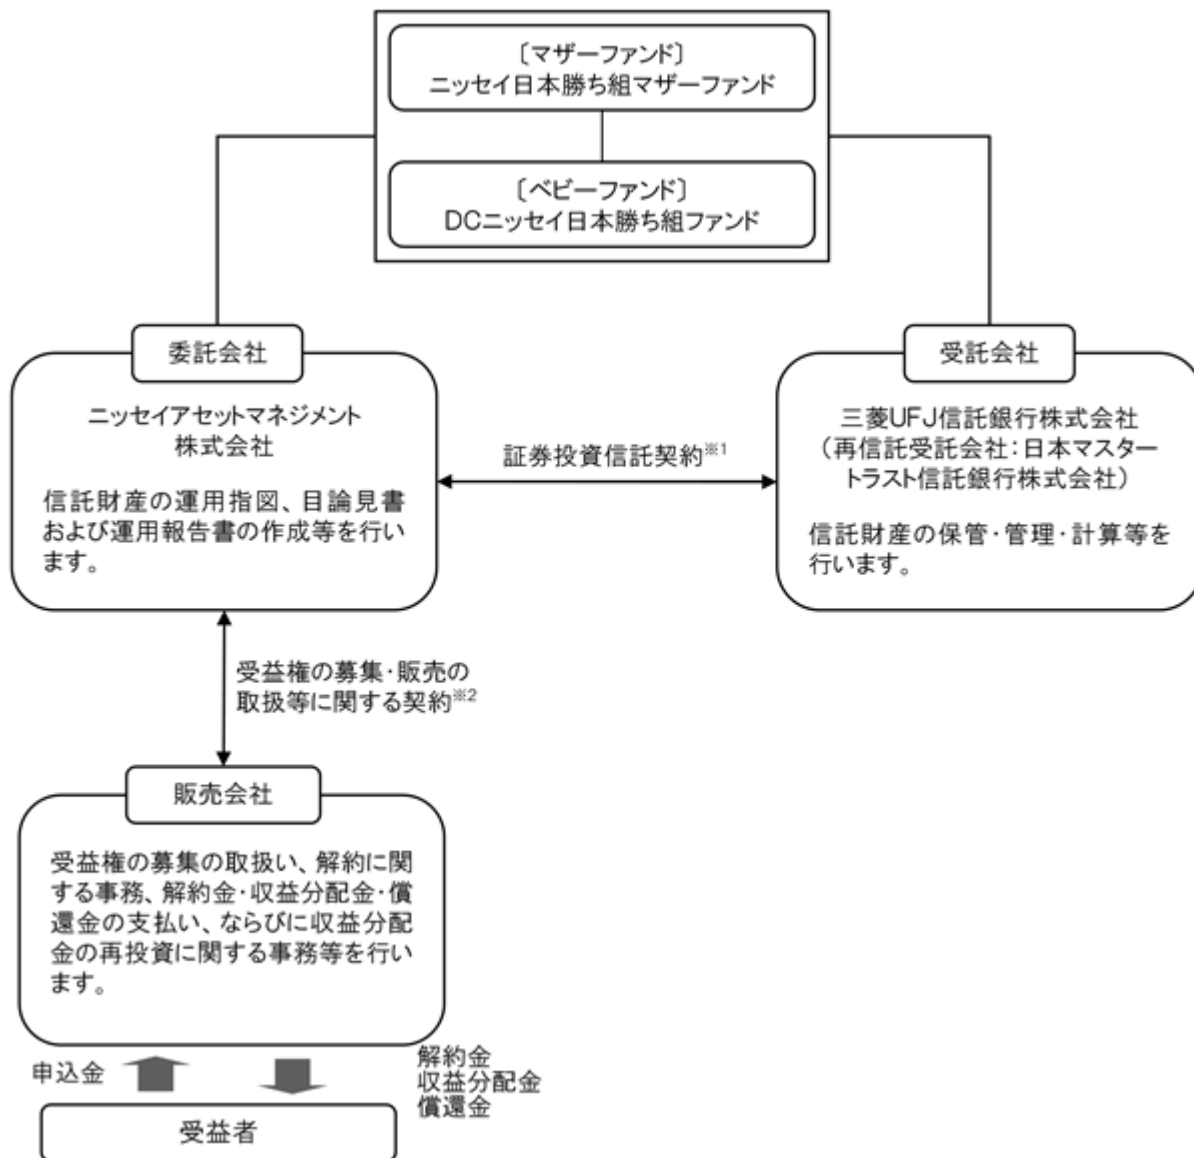 〔マザーファンド〕
ニッセイ日本勝ち組マザーファンド
〔ベビーファンド〕
DCニッセイ日本勝ち組ファンド
委託会社
ニッセイアセットマネジメント
株式会社
信託財産の運用指図、目論見書
および運用報告書の作成等を行い
ます。
証券投資信託契約※1
受託会社
三菱UFJ信託銀行株式会社
（再信託受託会社：日本マスター
トラスト信託銀行株式会社）
信託財産の保管・管理・計算等を
行います。
受益権の募集・販売の
取扱等に関する契約※2
販売会社
受益権の募集の取扱い、解約に関
する事務、解約金・収益分配金・償
還金の支払い、ならびに収益分配
金の再投資に関する事務等を行い
ます。
申込金
解約金
収益分配金
償還金
受益者